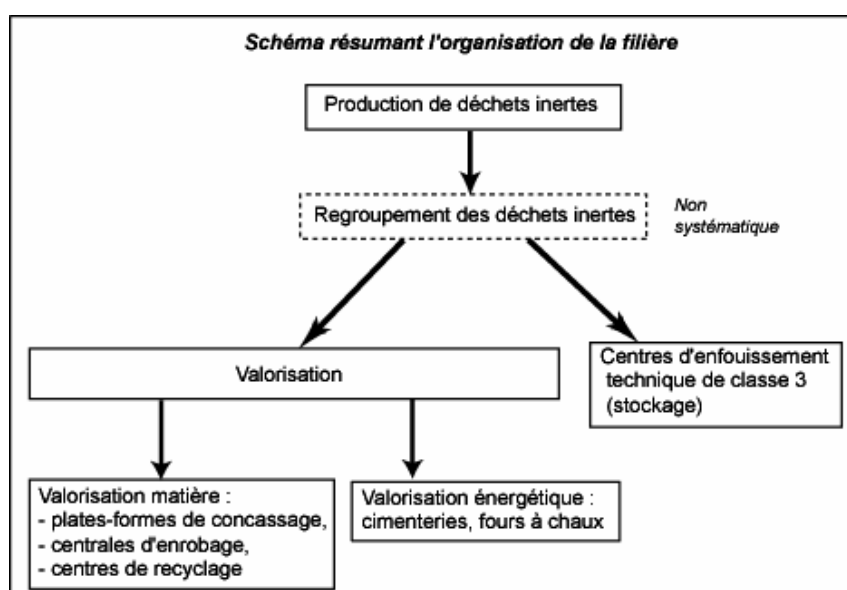 Schéma résumant l'organisation de la filière
Production de déchets inertes
Regroupement des déchets inertes
Non
systématique
Valorisation
Centres d'enfouissement
technique de classe 3
(stockage)
Valorisation matière :
- plates-formes de concassage,
- centrales d'enrobage,
- centres de recyclage
Valorisation énergétique :
cimenteries, fours à chaux